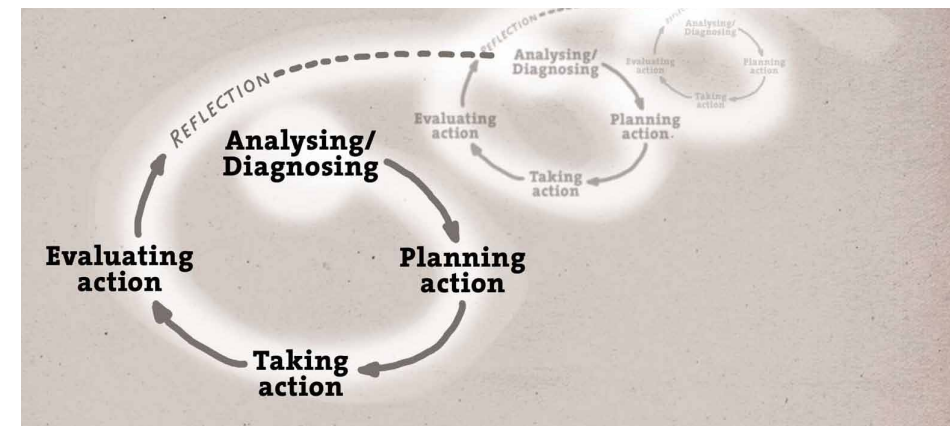 REFLECTION
Analysing/
Diagnosing
Planning
action
Taking
action
Evaluating
action
REFLECTION
Analysing/
Diagnosing
Planning
action.
Taking
action
Evaluating
action
Analysing/
Diagnosing
Planning
action
Taking
action
Evaluating
action